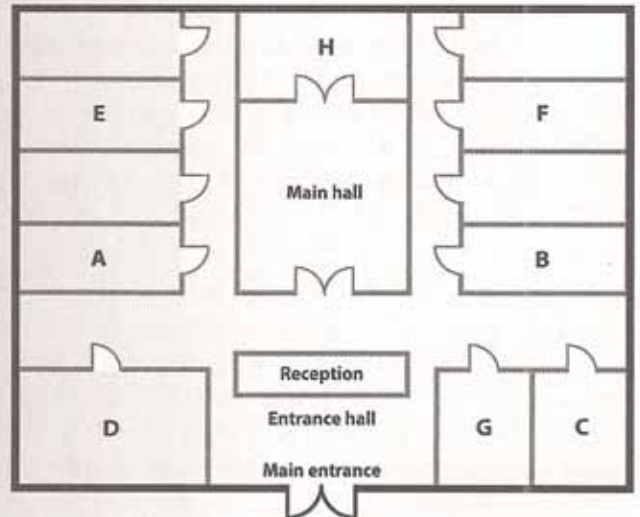 H
E
F
Main hall
A
B
Reception
D
Entrance hall
G
C
Main entrance